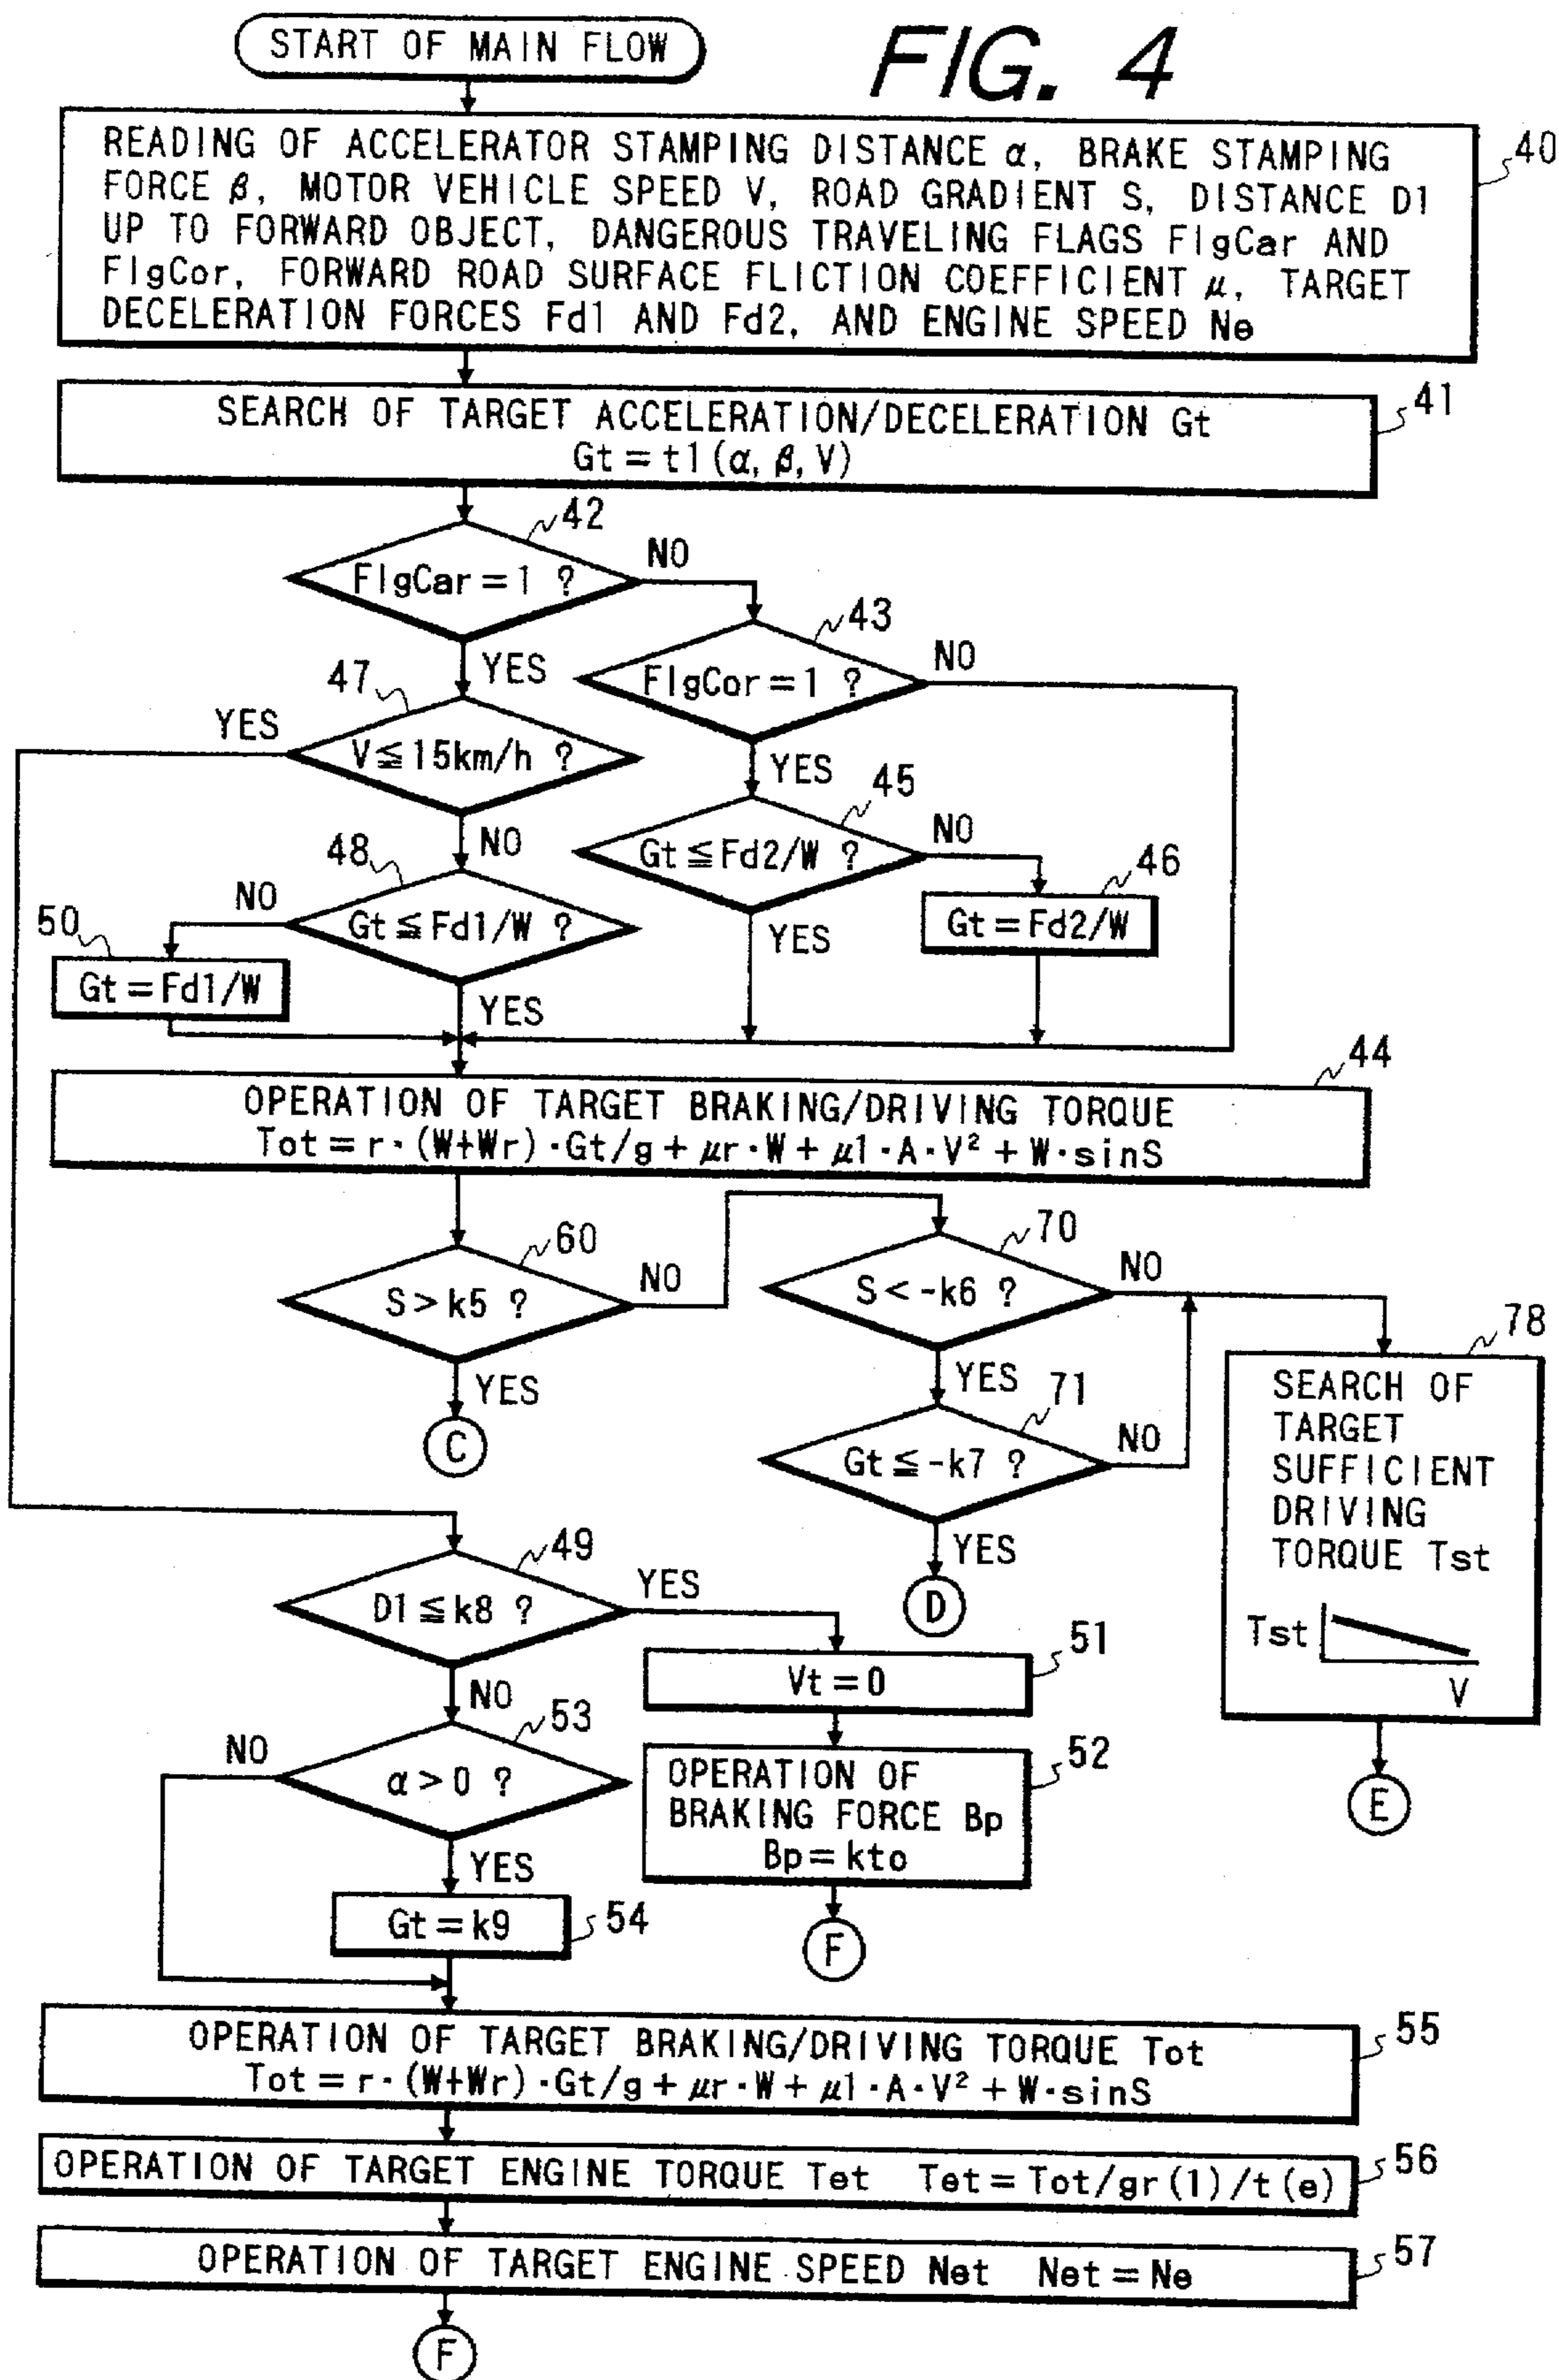 START OF MAIN FLOW
FIG. 4
READING OF ACCELERATOR STAMPING DISTANCE α, BRAKE STAMPING
FORCE β, MOTOR VEHICLE SPEED V, ROAD GRADIENT S, DISTANCE D1
UP TO FORWARD OBJECT, DANGEROUS TRAVELING FLAGS FlgCar AND
FlgCor, FORWARD ROAD SURFACE FLICTION COEFFICIENT μ, TARGET
DECELERATION FORCES Fd1 AND Fd2, AND ENGINE SPEED Ne
40
SEARCH OF TARGET ACCELERATION/DECELERATION Gt
Gt = t1 (α, β, V)
41
42
FlgCar = 1 ?
NO
YES
43
FlgCor = 1 ?
NO
YES
47
YES
V ≦ 15km/h ?
NO
45
Gt ≦ Fd2/W ?
NO
YES
46
Gt = Fd2/W
48
NO
Gt ≦ Fd1/W ?
YES
50
Gt = Fd1/W
44
OPERATION OF TARGET BRAKING/DRIVING TORQUE
Tot = r · (W+Wr) · Gt/g + μr · W + μl · A · V² + W · sinS
60
S > k5 ?
NO
YES
C
70
S < -k6 ?
NO
YES
71
Gt ≦ -k7 ?
NO
YES
D
78
SEARCH OF
TARGET
SUFFICIENT
DRIVING
TORQUE Tst
Tst
V
E
49
D1 ≦ k8 ?
YES
NO
51
Vt = 0
52
OPERATION OF
BRAKING FORCE Bp
Bp = kto
F
53
NO
α > 0 ?
YES
Gt = k9
54
OPERATION OF TARGET BRAKING/DRIVING TORQUE Tot
Tot = r · (W+Wr) · Gt/g + μr · W + μl · A · V² + W · sinS
55
OPERATION OF TARGET ENGINE TORQUE Tet Tet = Tot/gr (1) /t (e)
56
OPERATION OF TARGET ENGINE SPEED Net Net = Ne
57
F